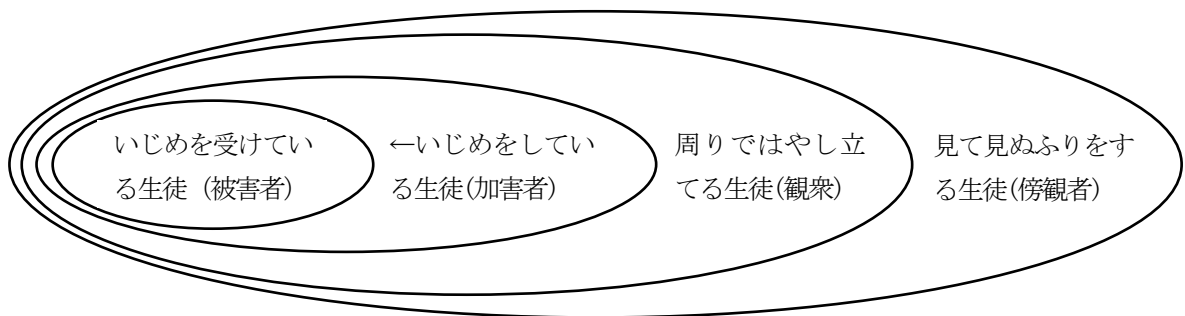 いじめを受けてい
る生徒（被害者）
←いじめをしてい
る生徒(加害者)
周りではやし立
てる生徒(観衆)
見て見ぬふりをす
る生徒(傍観者)